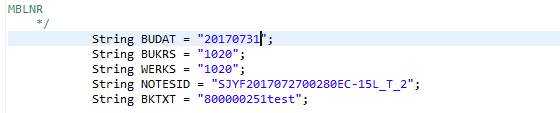 MBLNR
*/
String BUDAT = "20170731";
String BUKRS = "1020";
String WERKS = "1020";
String NOTESID = "SJYF2017072700280EC-15L_T_2";
String BKTXT = "800000251test";